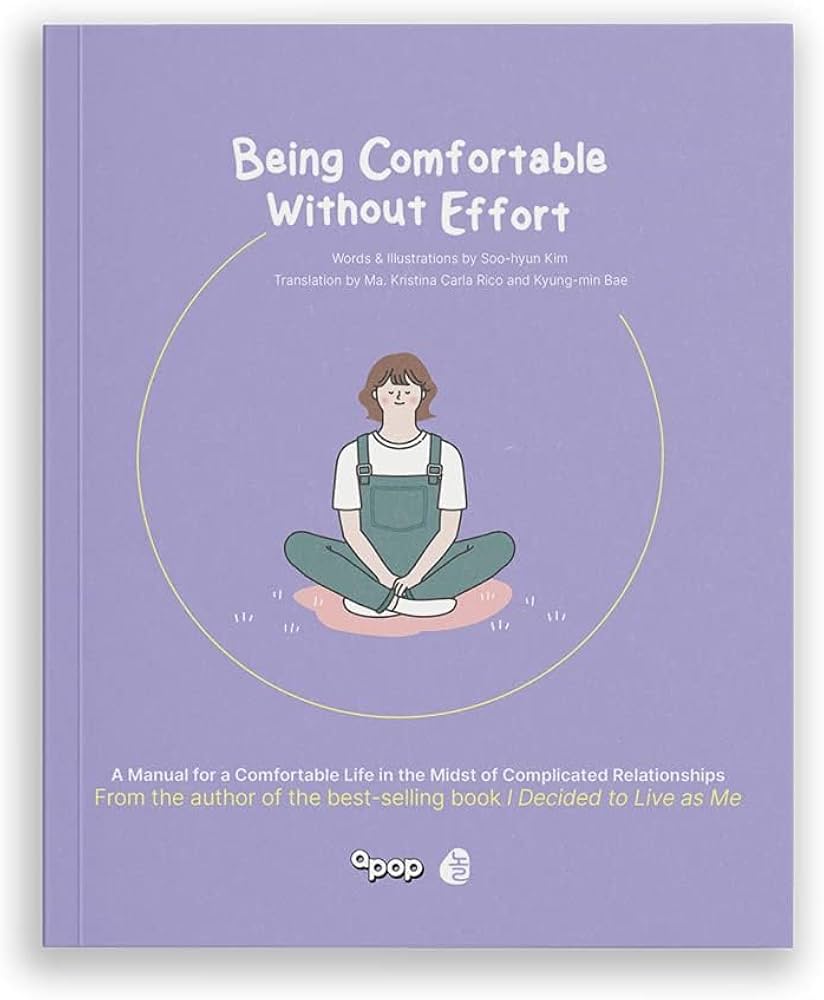 Being Comfortable
Without Effort
Words & Illustrations by Soo-hyun Kim
Translation by Ma. Kristina Carla Rico and Kyung-min Bae
A Manual for a Comfortable Life in the Midst of Complicated Relationships
From the author of the best-selling book I Decided to Live as Me
apop 놀